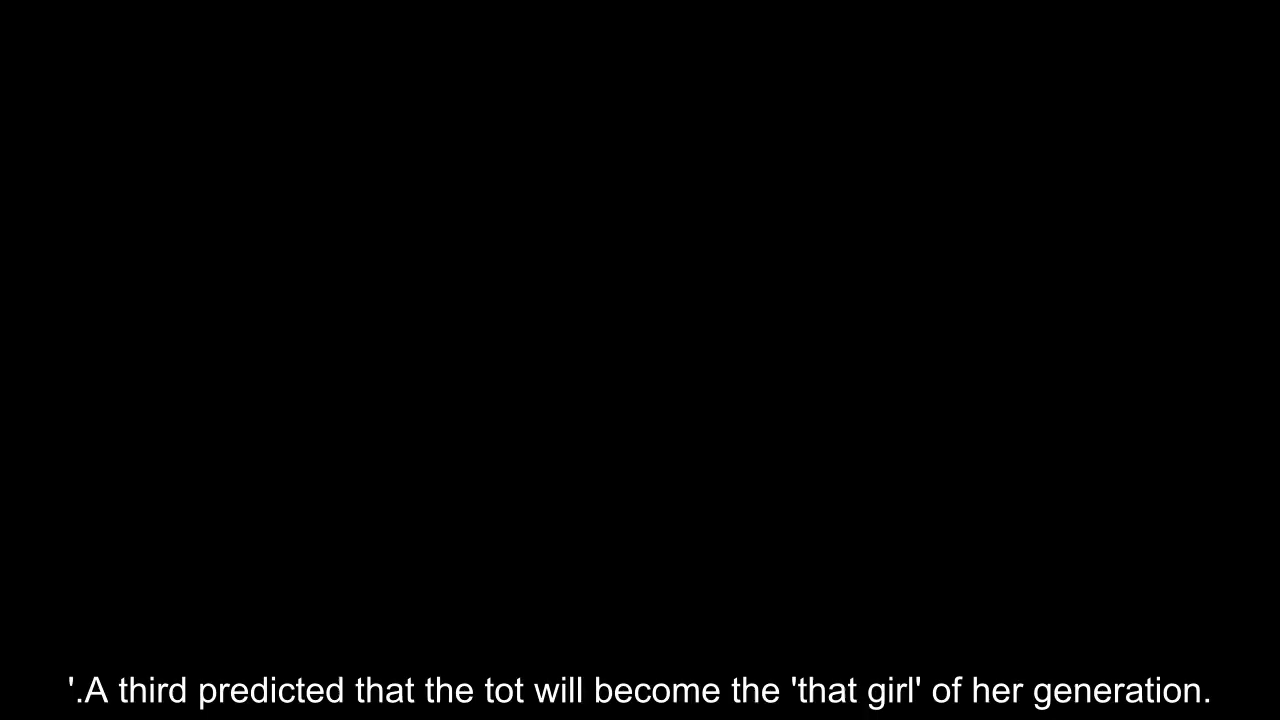 '.A third predicted that the tot will become the 'that girl' of her generation.